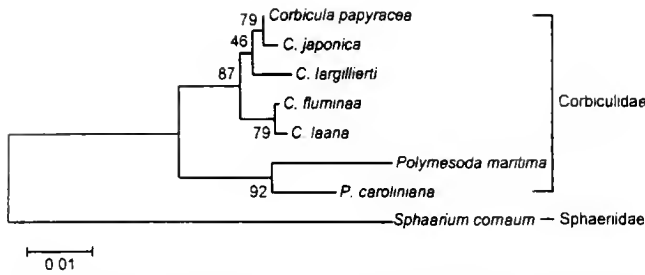 79 Corbicula papyracea
46 C. japonica
87 C. largillierti
C. fluminaa
79 C. laana
Corbiculidae
Polymesoda maritima
92 P. caroliniana
Sphaarium comaum — Sphaeriidae
0 01